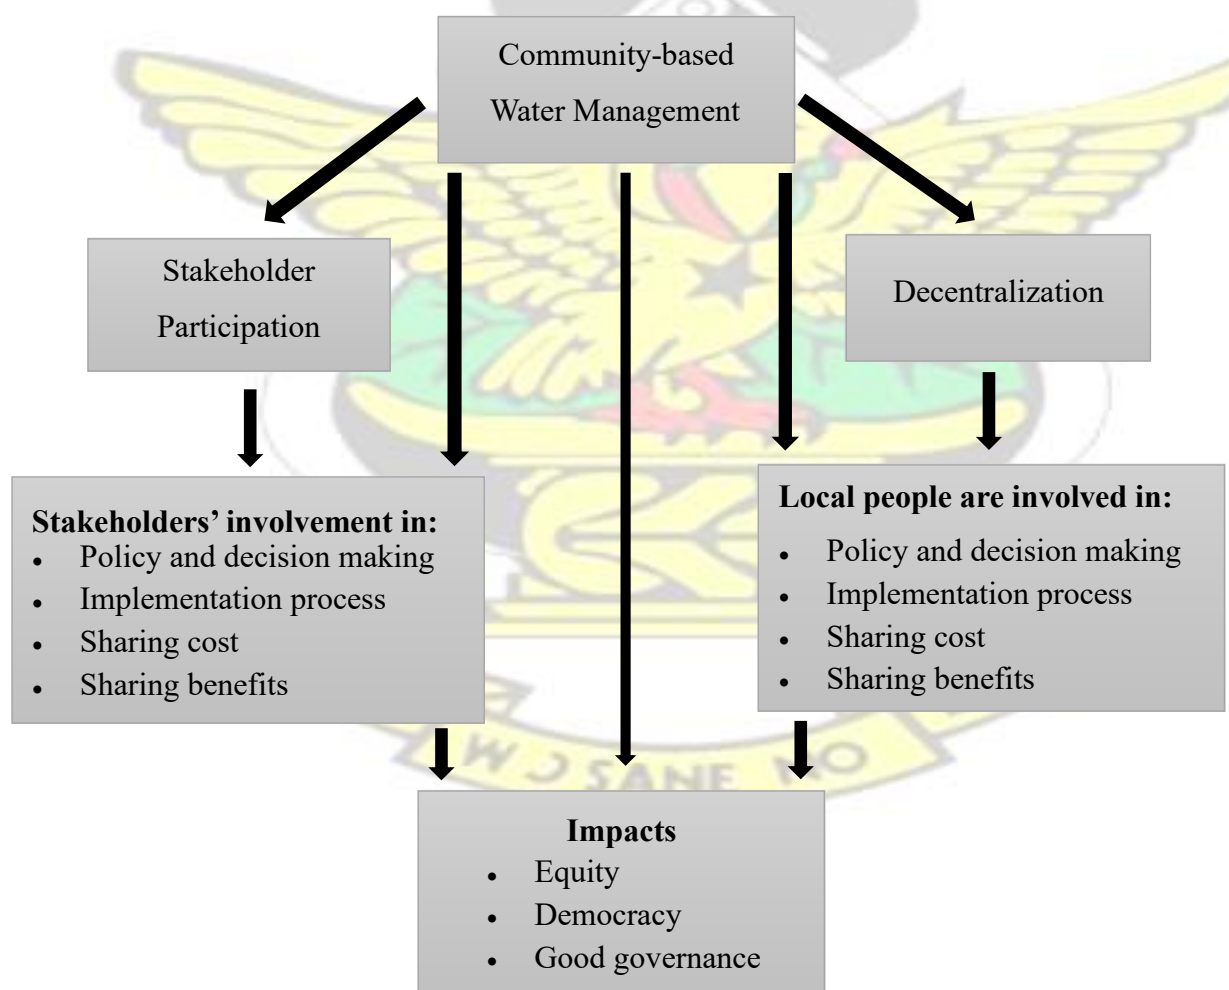 Community-based
Water Management
Stakeholder
Participation
Decentralization
Stakeholders’ involvement in:
• Policy and decision making
• Implementation process
• Sharing cost
• Sharing benefits
Local people are involved in:
• Policy and decision making
• Implementation process
• Sharing cost
• Sharing benefits
W J SANE NO
Impacts
• Equity
• Democracy
• Good governance